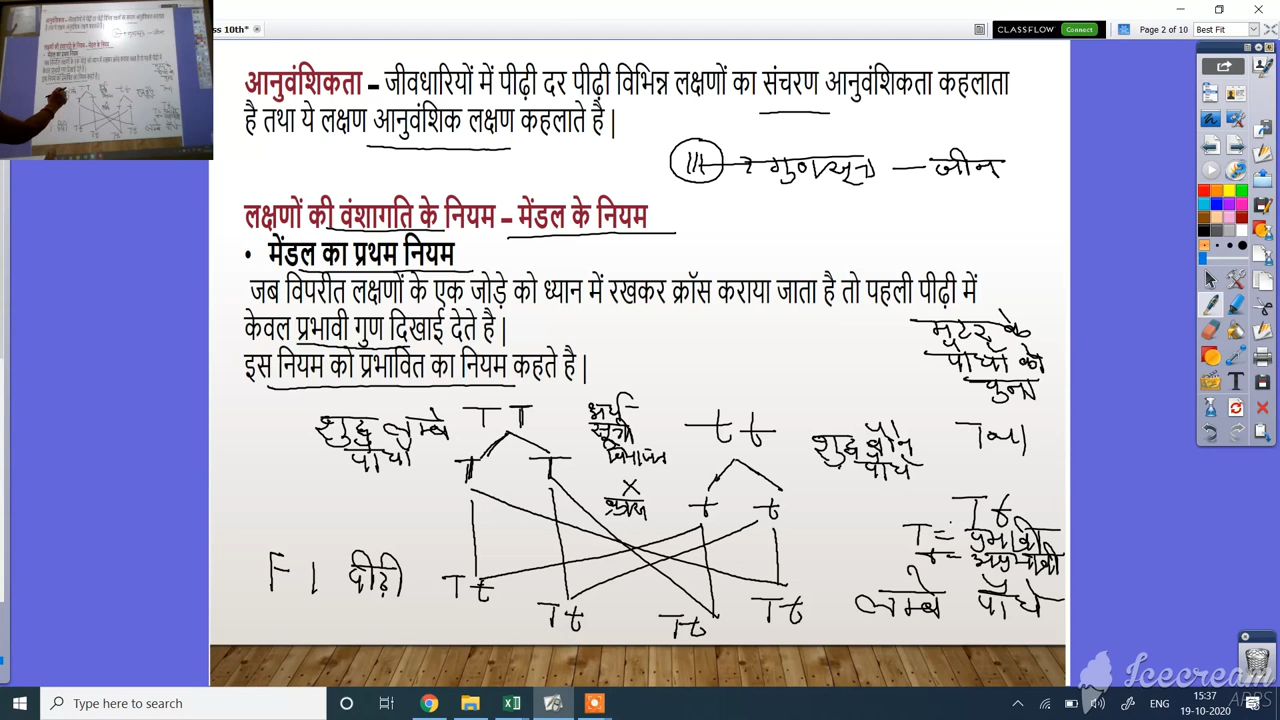 ss 10th*
CLASSFLOW Connect
Page 2 of 10
Best Fit
आनुवंशिकता – जीवधारियों में पीढ़ी दर पीढ़ी विभिन्न लक्षणों का संचरण आनुवंशिकता कहलाता
है तथा ये लक्षण आनुवंशिक लक्षण कहलाते है |
गुणसूत्र — जीन
लक्षणों की वंशागति के नियम – मेंडल के नियम
• मेंडल का प्रथम नियम
जब विपरीत लक्षणों के एक जोड़े को ध्यान में रखकर क्रॉस कराया जाता है तो पहली पीढ़ी में
केवल प्रभावी गुण दिखाई देते है |
इस नियम को प्रभाविता का नियम कहते है |
मटर के
पौधों को
चुना
शुद्ध लम्बे
पौधे
T T
अर्ध
सूत्री
विभाजन
t t
शुद्ध बौने
पौधे
T T
X
क्रॉस
t t
T t
T = प्रभावी
t = अप्रभावी
F1 पीढ़ी
Tt Tt Tt Tt
लम्बे पौधे
Icecream
APPS
Type here to search
ENG
15:37
19-10-2020